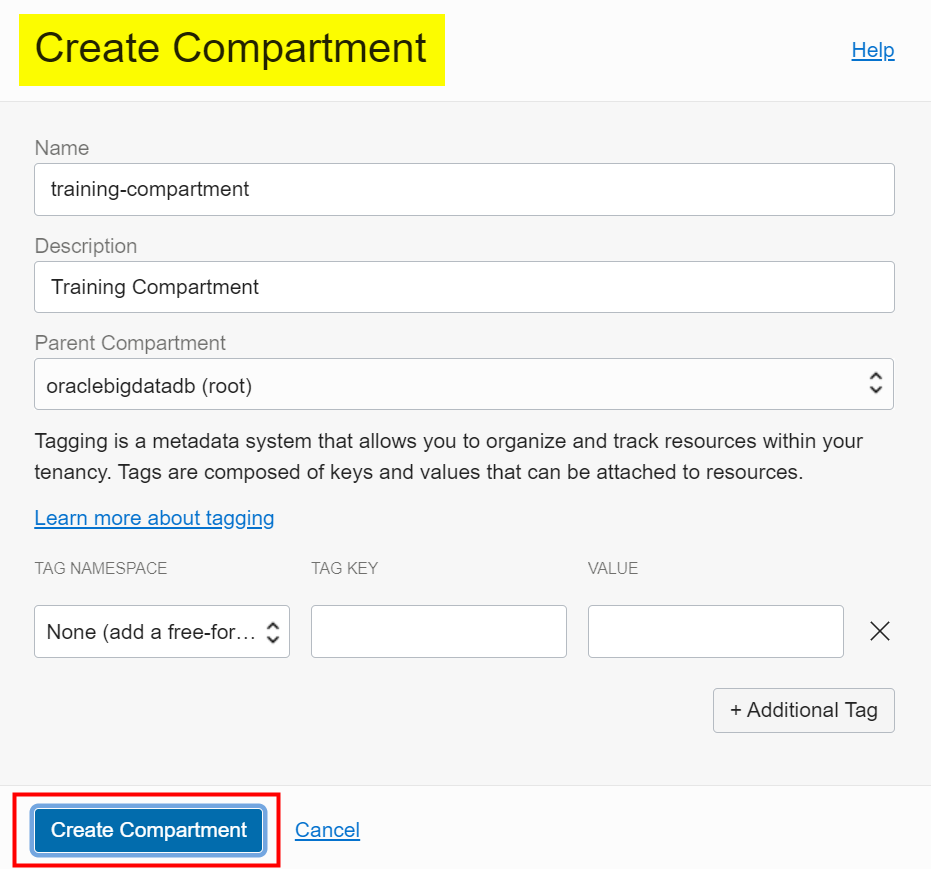 Create Compartment
Help
Name
training-compartment
Description
Training Compartment
Parent Compartment
oraclebigdatadb (root)
Tagging is a metadata system that allows you to organize and track resources within your
tenancy. Tags are composed of keys and values that can be attached to resources.
Learn more about tagging
TAG NAMESPACE TAG KEY VALUE
None (add a free-for...
+ Additional Tag
Create Compartment Cancel